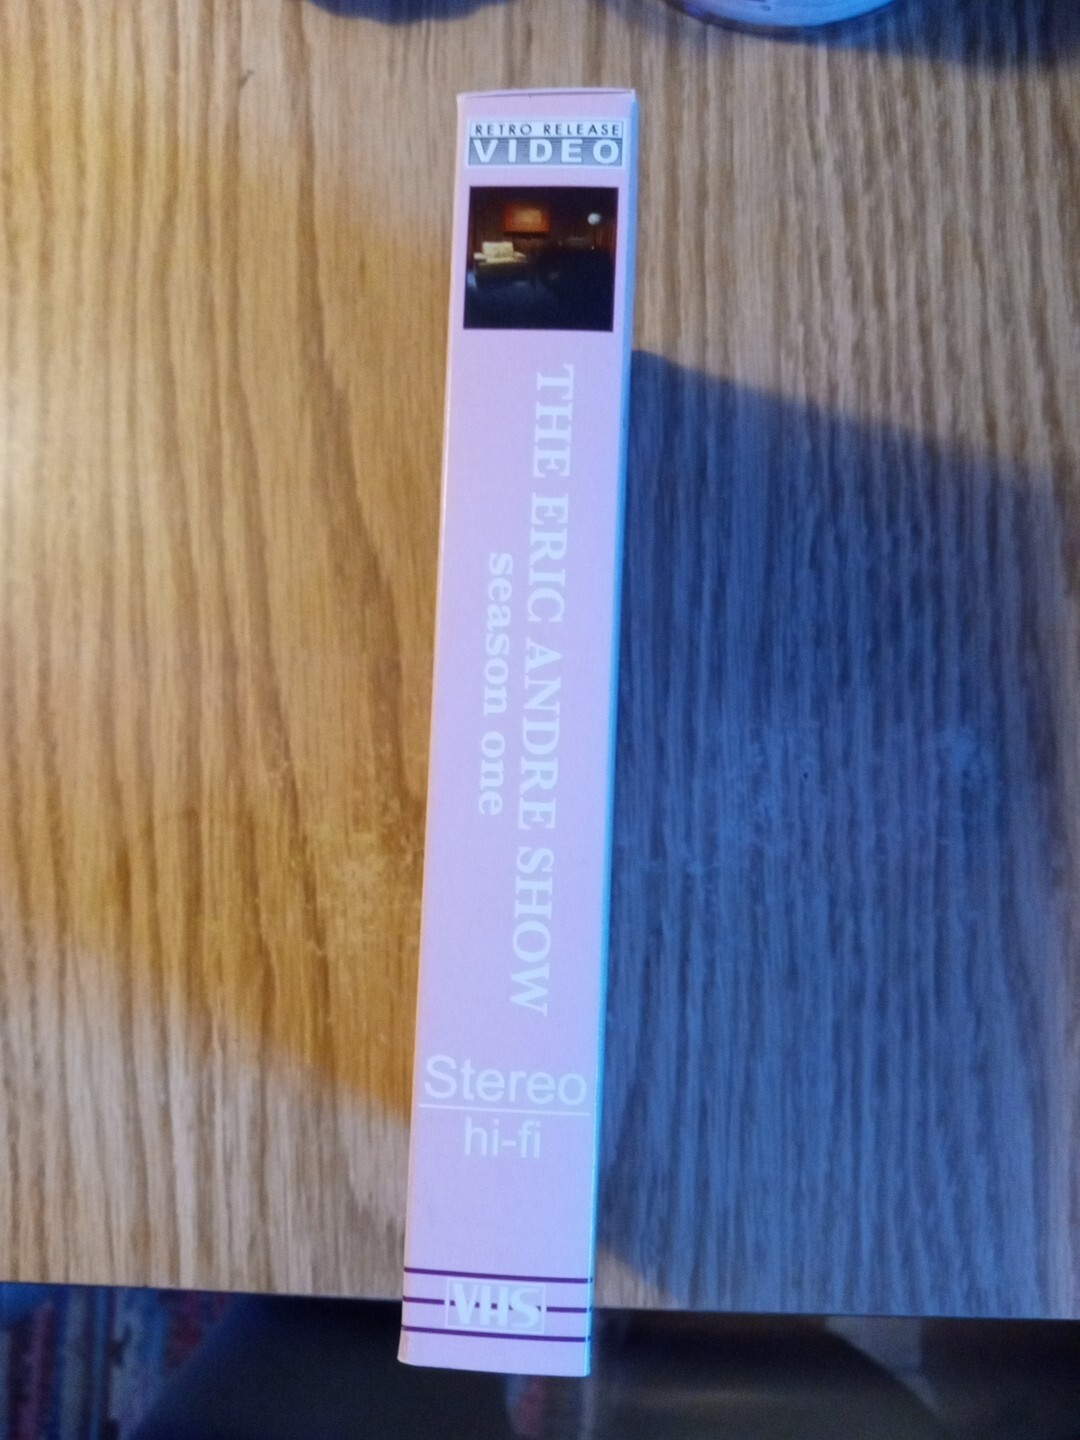 RETRO RELEASE
VIDEO
THE ERIC ANDRE SHOW
season one
Stereo
hi-fi
VHS